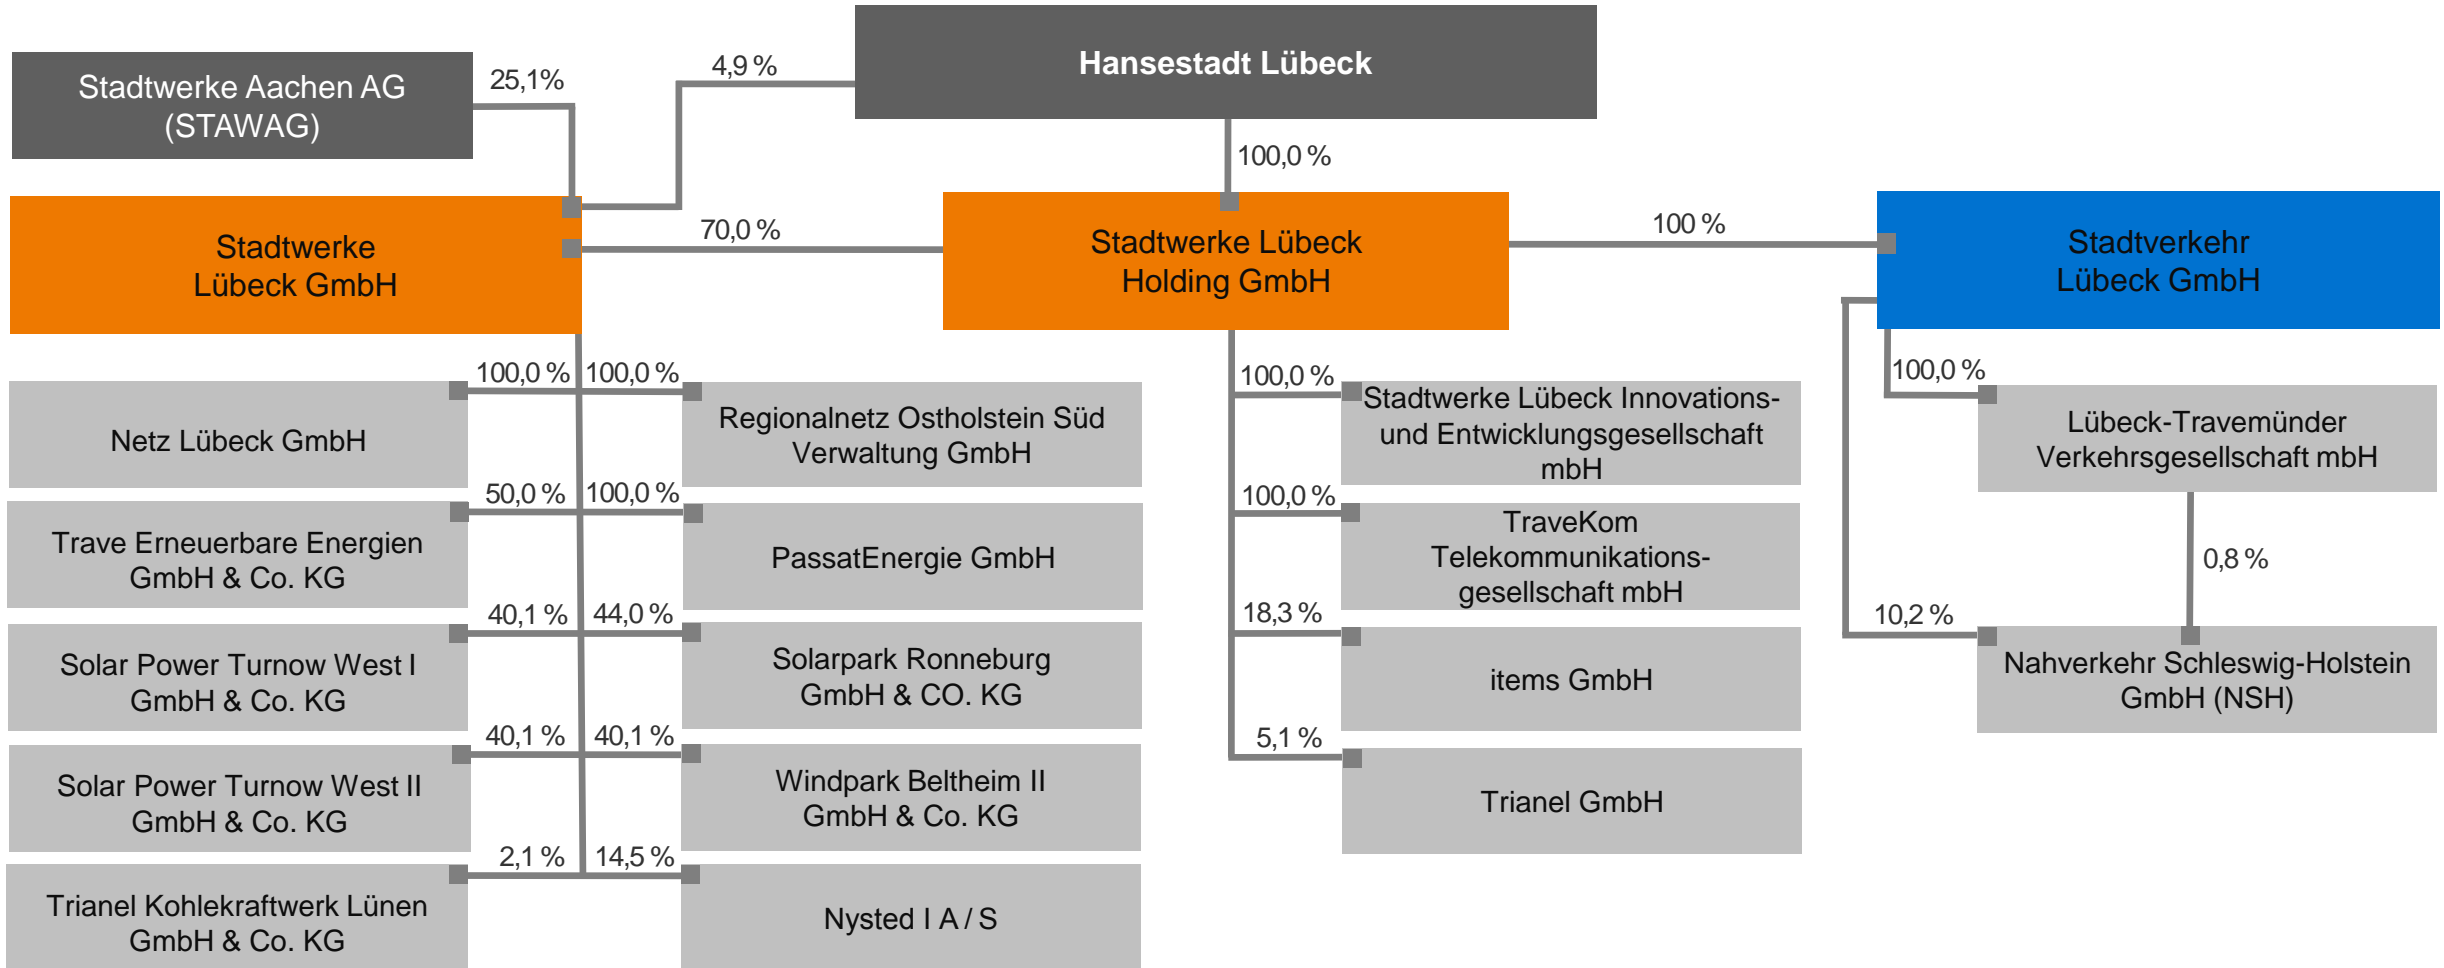 Hansestadt Lübeck
Stadtwerke Aachen AG
(STAWAG)
25,1%
4,9 %
100,0 %
Stadtwerke
Lübeck GmbH
70,0 %
Stadtwerke Lübeck
Holding GmbH
100 %
Stadtverkehr
Lübeck GmbH
100,0 %
100,0 %
Netz Lübeck GmbH
Regionalnetz Ostholstein Süd
Verwaltung GmbH
50,0 %
100,0 %
Trave Erneuerbare Energien
GmbH & Co. KG
PassatEnergie GmbH
40,1 %
44,0 %
Solar Power Turnow West I
GmbH & Co. KG
Solarpark Ronneburg
GmbH & CO. KG
40,1 %
40,1 %
Solar Power Turnow West II
GmbH & Co. KG
Windpark Beltheim II
GmbH & Co. KG
2,1 %
14,5 %
Trianel Kohlekraftwerk Lünen
GmbH & Co. KG
Nysted I A / S
100,0 %
Stadtwerke Lübeck Innovations-
und Entwicklungsgesellschaft
mbH
100,0 %
TraveKom
Telekommunikations-
gesellschaft mbH
18,3 %
items GmbH
5,1 %
Trianel GmbH
100,0 %
Lübeck-Travemünder
Verkehrsgesellschaft mbH
0,8 %
10,2 %
Nahverkehr Schleswig-Holstein
GmbH (NSH)